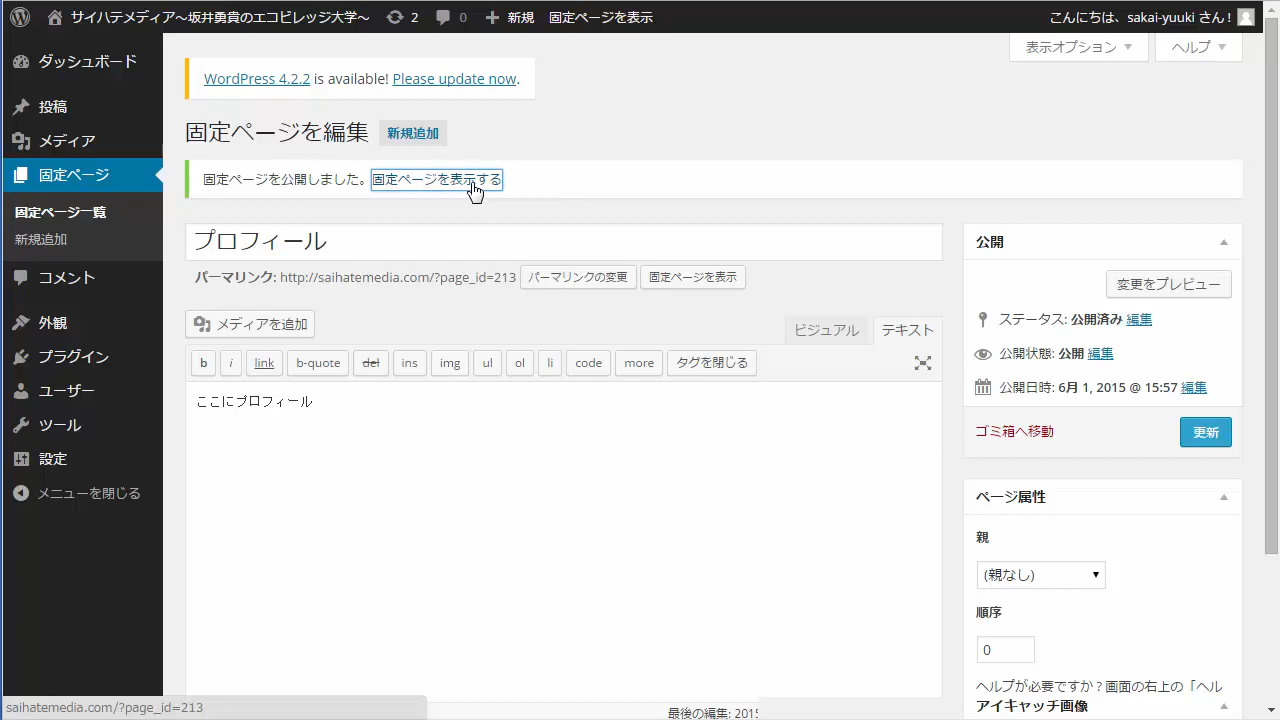 サイハテメディア～坂井勇貴のエコビレッジ大学～ 2 0 新規 固定ページを表示 こんにちは、sakai-yuuki さん！
表示オプション ヘルプ
ダッシュボード
投稿
メディア
固定ページ
固定ページ一覧
新規追加
コメント
外観
プラグイン
ユーザー
ツール
設定
メニューを閉じる
WordPress 4.2.2 is available! Please update now.
固定ページを編集 新規追加
固定ページを公開しました。固定ページを表示する
プロフィール
パーマリンク: http://saihatemedia.com/?page_id=213 パーマリンクの変更 固定ページを表示
メディアを追加 ビジュアル テキスト
b i link b-quote del ins img ul ol li code more タグを閉じる
ここにプロフィール
最後の編集: 2015
公開
変更をプレビュー
ステータス: 公開済み 編集
公開状態: 公開 編集
公開日時: 6月 1, 2015 @ 15:57 編集
ゴミ箱へ移動 更新
ページ属性
親
(親なし)
順序
0
ヘルプが必要ですか ? 画面の右上の「ヘル
アイキャッチ画像
saihatemedia.com/?page_id=213